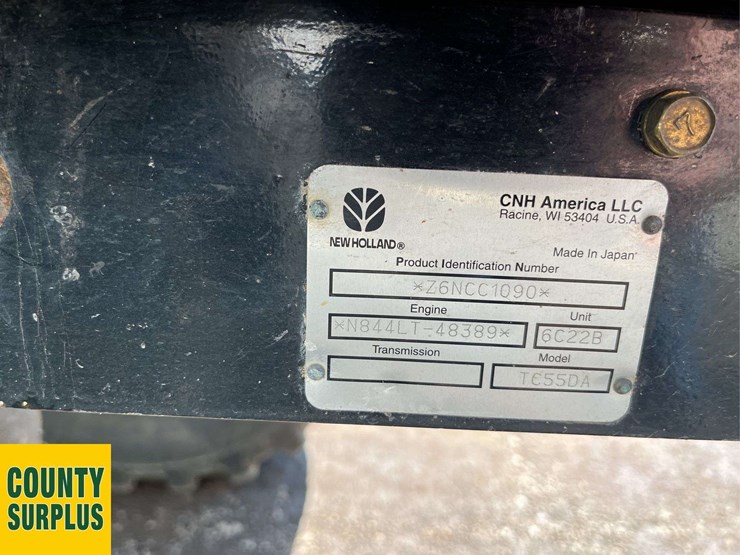 CNH America LLC
Racine, WI 53404 U.S.A.
NEW HOLLAND®
Made In Japan
Product Identification Number
*Z6NCC1090*
Engine
Unit
*N844LT-48389*
6C22B
Transmission
Model
TC55DA
COUNTY
SURPLUS